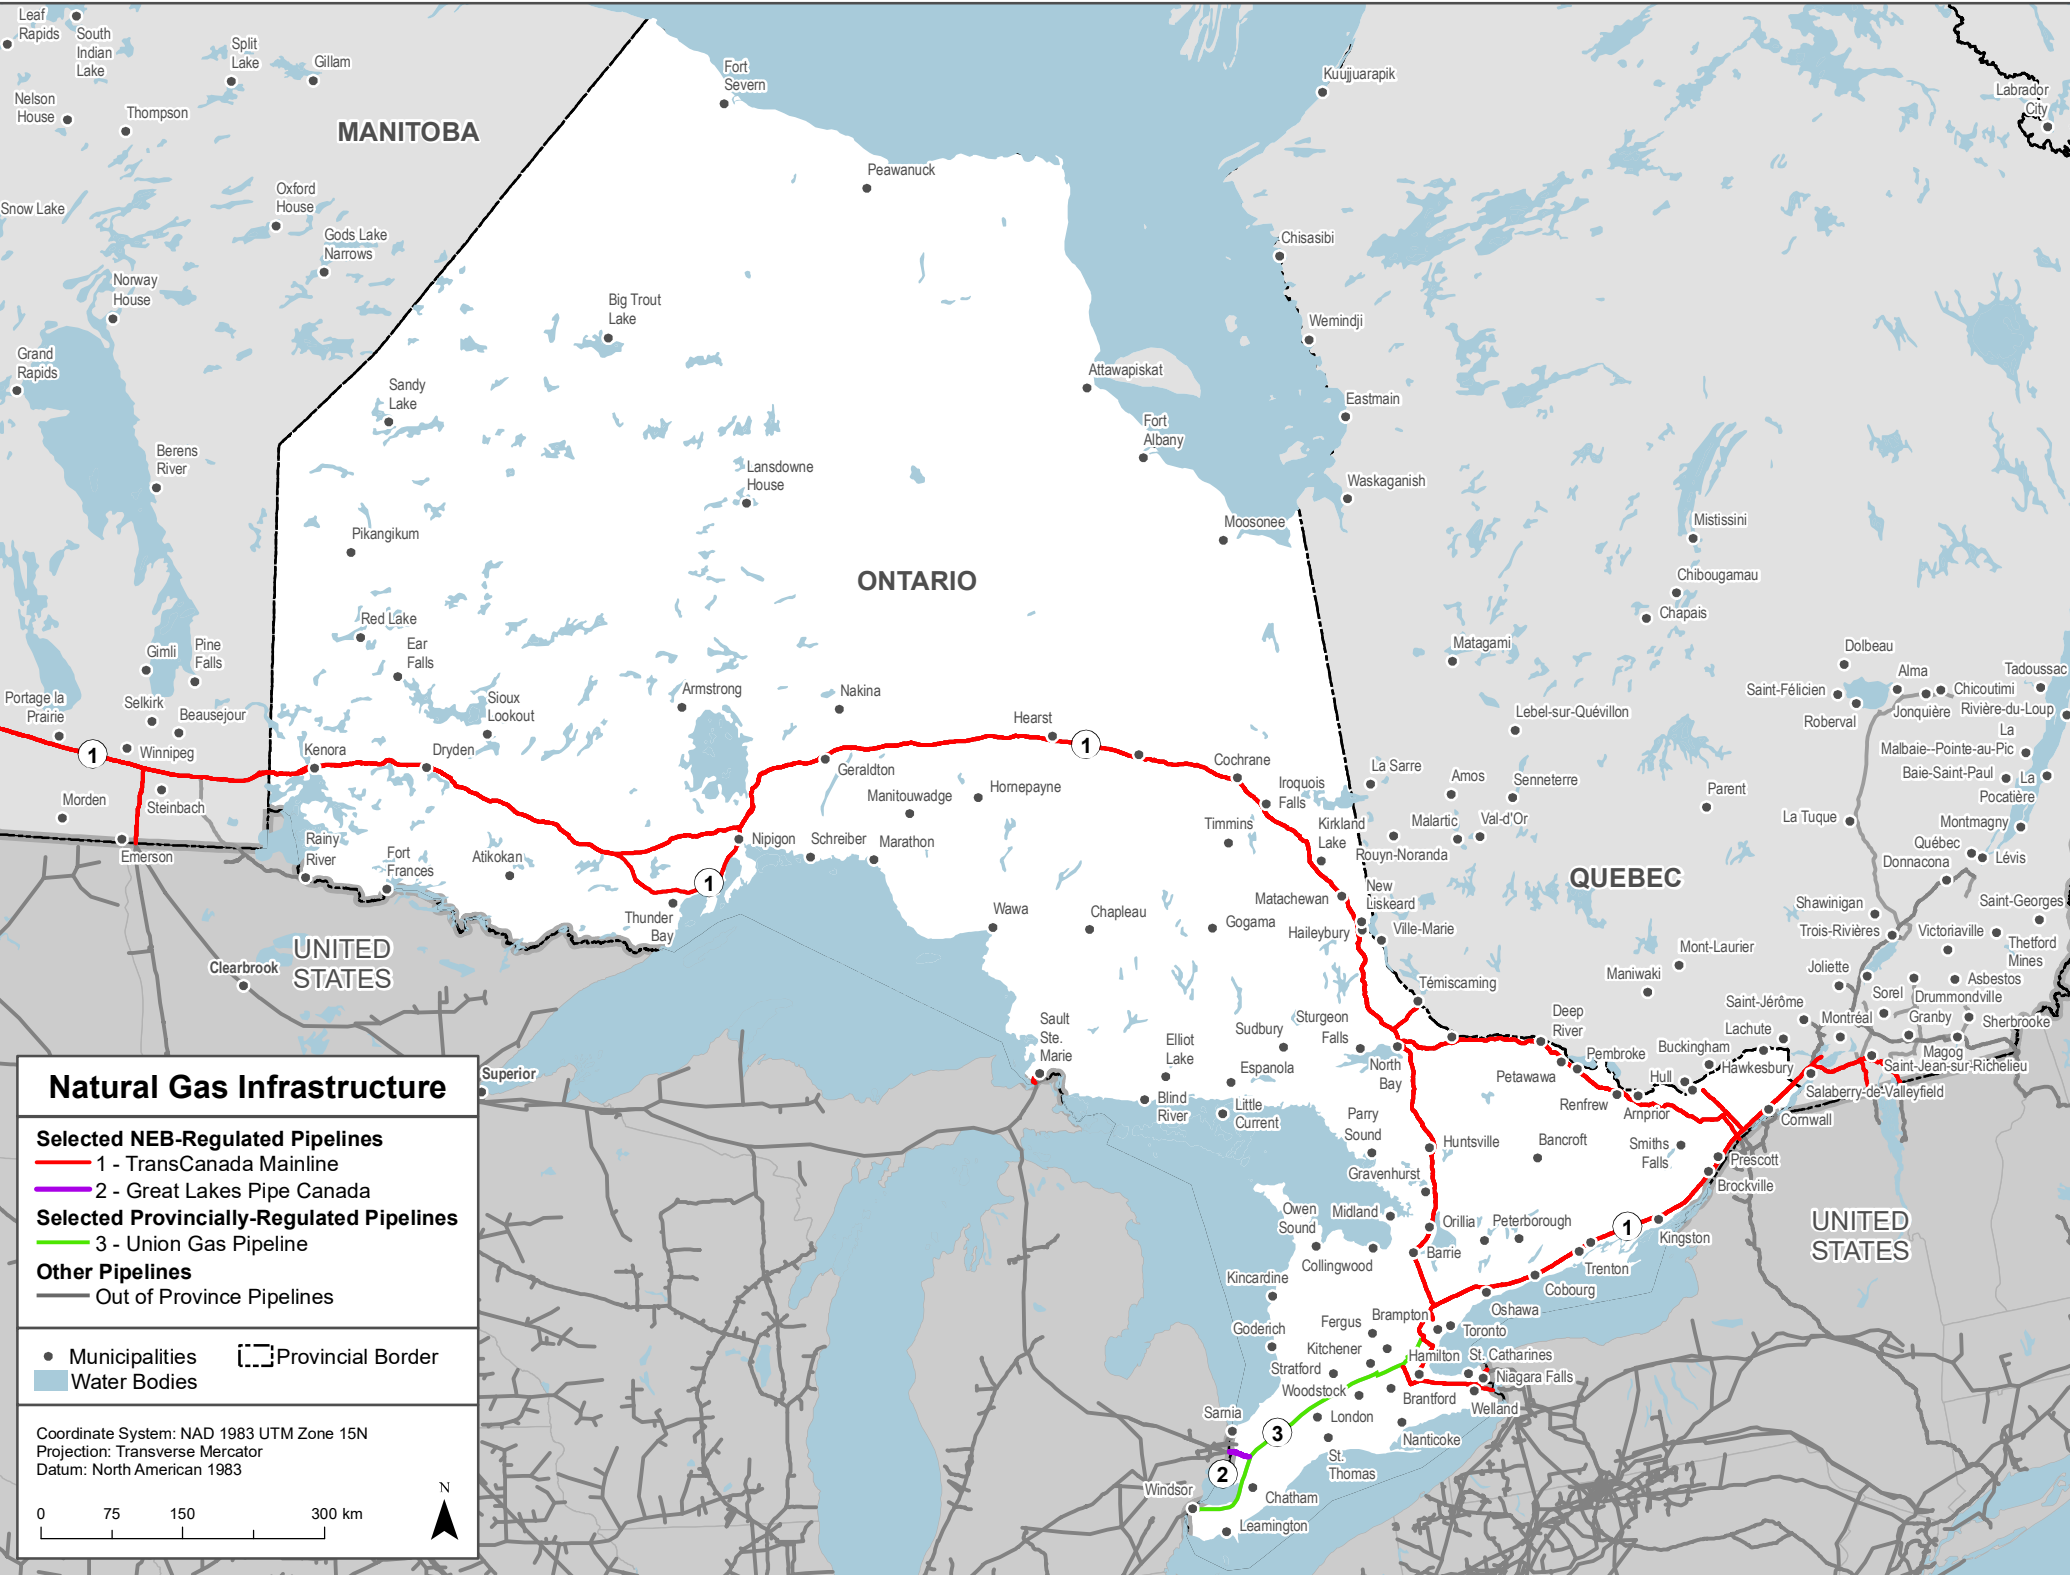 Leaf
Rapids
South
Indian
Lake
Split
Lake
Gillam
Nelson
House
Thompson
MANITOBA
Fort
Severn
Kuujjuarapik
Labrador
City
Peawanuck
Snow Lake
Oxford
House
Gods Lake
Narrows
Chisasibi
Norway
House
Big Trout
Lake
Wemindji
Grand
Rapids
Sandy
Lake
Attawapiskat
Eastmain
Fort
Albany
Berens
River
Lansdowne
House
Waskaganish
Moosonee
Mistissini
Pikangikum
ONTARIO
Chibougamau
Chapais
Red Lake
Ear
Falls
Matagami
Gimli
Pine
Falls
Dolbeau
Alma
Tadoussac
Portage la
Prairie
Selkirk
Beausejour
Sioux
Lookout
Armstrong
Nakina
Saint-Félicien
Chicoutimi
Roberval
Jonquière
Rivière-du-Loup
Hearst
Lebel-sur-Quévillon
La
Malbaie--Pointe-au-Pic
1
Winnipeg
Kenora
Dryden
1
Cochrane
Geraldton
La Sarre
Amos
Senneterre
Baie-Saint-Paul
La
Pocatière
Morden
Steinbach
Manitouwadge
Hornepayne
Iroquois
Falls
Parent
La Tuque
Montmagny
Timmins
Kirkland
Lake
Malartic
Val-d'Or
Emerson
Rainy
River
Fort
Frances
Atikokan
Nipigon
Schreiber
Marathon
Rouyn-Noranda
Québec
Donnacona
Lévis
1
QUEBEC
Matachewan
New
Liskeard
Thunder
Bay
Wawa
Chapleau
Gogama
Haileybury
Ville-Marie
Shawinigan
Saint-Georges
Trois-Rivières
Victoriaville
Thetford
Mines
UNITED
STATES
Clearbrook
Mont-Laurier
Maniwaki
Joliette
Asbestos
Témiscaming
Sorel
Drummondville
Saint-Jérôme
Montréal
Granby
Sherbrooke
Sault
Ste.
Marie
Elliot
Lake
Sudbury
Sturgeon
Falls
Deep
River
Lachute
Buckingham
Pembroke
Magog
Hawkesbury
Saint-Jean-sur-Richelieu
Superior
Espanola
North
Bay
Petawawa
Hull
Salaberry-de-Valleyfield
Blind
River
Little
Current
Renfrew
Arnprior
Cornwall
Parry
Sound
Huntsville
Bancroft
Smiths
Falls
Prescott
Gravenhurst
Brockville
Owen
Sound
Midland
Orillia
Peterborough
1
Kingston
UNITED
STATES
Collingwood
Barrie
Trenton
Kincardine
Cobourg
Oshawa
Goderich
Fergus
Brampton
Toronto
Kitchener
Hamilton
St. Catharines
Stratford
Niagara Falls
Woodstock
Brantford
Welland
Sarnia
London
3
Nanticoke
St.
Thomas
2
Windsor
Chatham
Leamington
Natural Gas Infrastructure
Selected NEB-Regulated Pipelines
1 - TransCanada Mainline
2 - Great Lakes Pipe Canada
Selected Provincially-Regulated Pipelines
3 - Union Gas Pipeline
Other Pipelines
Out of Province Pipelines
Municipalities
Provincial Border
Water Bodies
Coordinate System: NAD 1983 UTM Zone 15N
Projection: Transverse Mercator
Datum: North American 1983
N
0 75 150 300 km